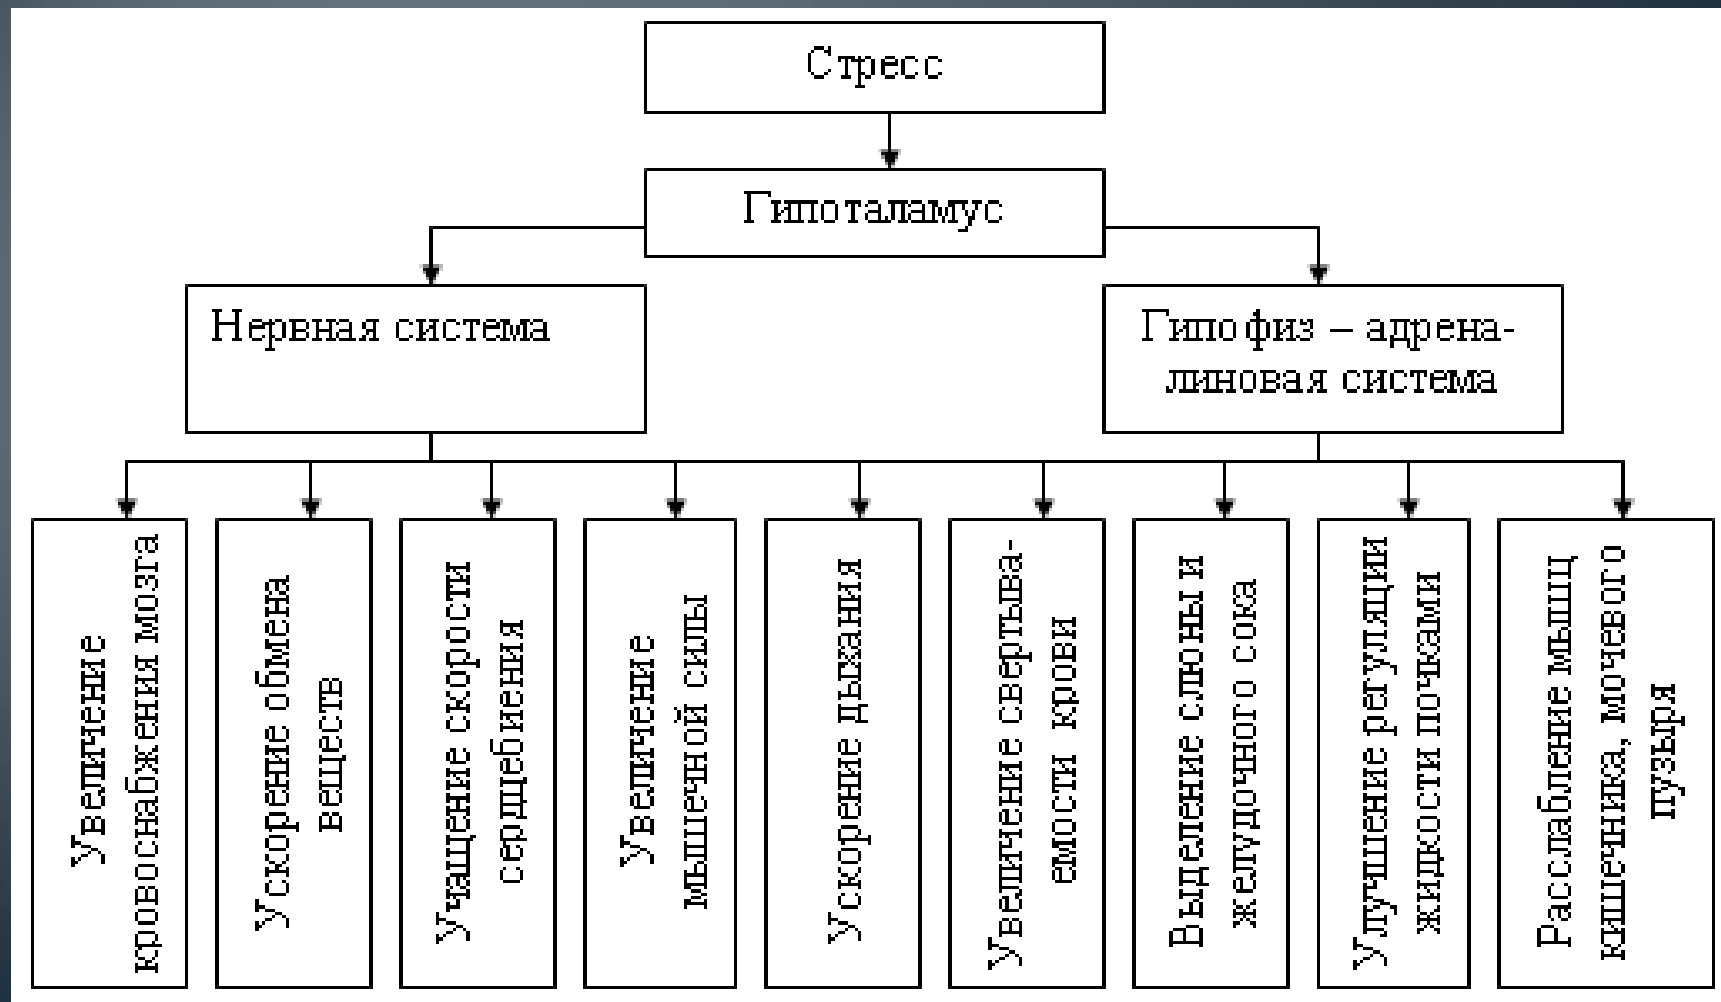 Стресс
Гипоталамус
Нервная система
Гипофиз – адрена-
линовая система
Увеличение
кровоснабжения мозга
Ускорение обмена
веществ
Учащение скорости
сердцебиения
Увеличение
мышечной силы
Ускорение дыхания
Увеличение свертыва-
емости крови
Выделение слюны и
желудочного сока
Улучшение регуляции
жидкости почками
Расслабление мышц
кишечника, мочевого
пузыря